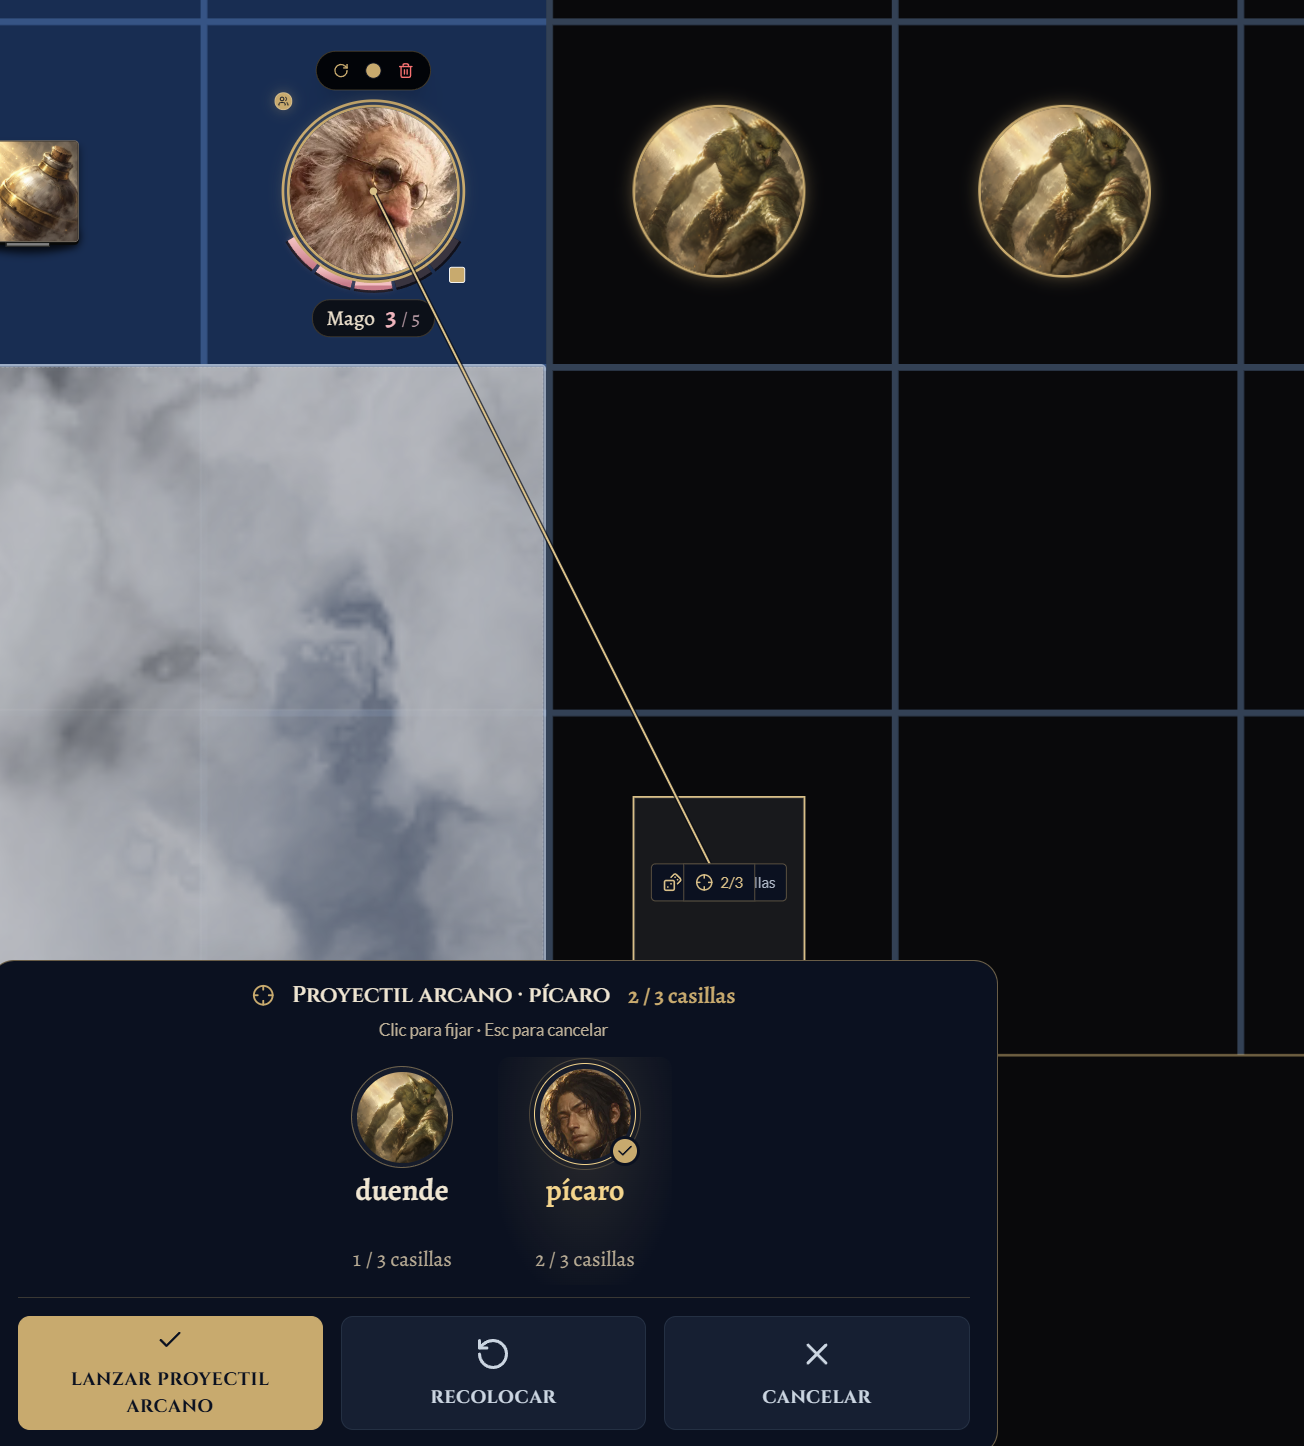 Mago 3 / 5
2/3 llas
PROYECTIL ARCANO · PÍCARO 2 / 3 casillas
Clic para fijar · Esc para cancelar
duende pícaro
1 / 3 casillas 2 / 3 casillas
LANZAR PROYECTIL
ARCANO
RECOLOCAR
CANCELAR